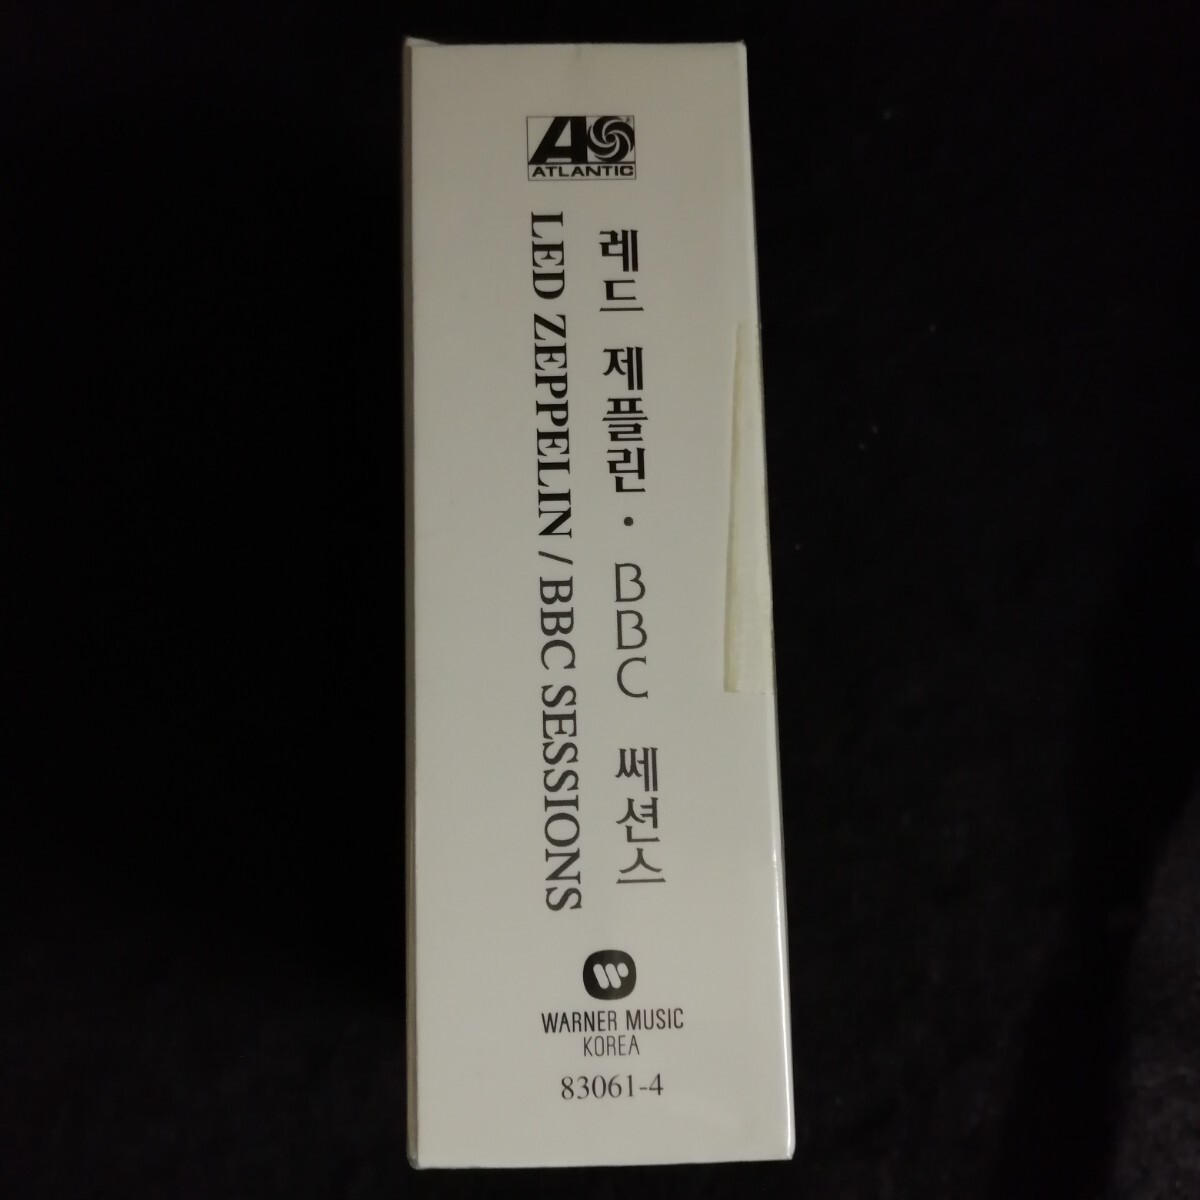 ATLANTIC
레드 제플린 · BBC 쎄션스
LED ZEPPELIN / BBC SESSIONS
WARNER MUSIC
KOREA
83061-4